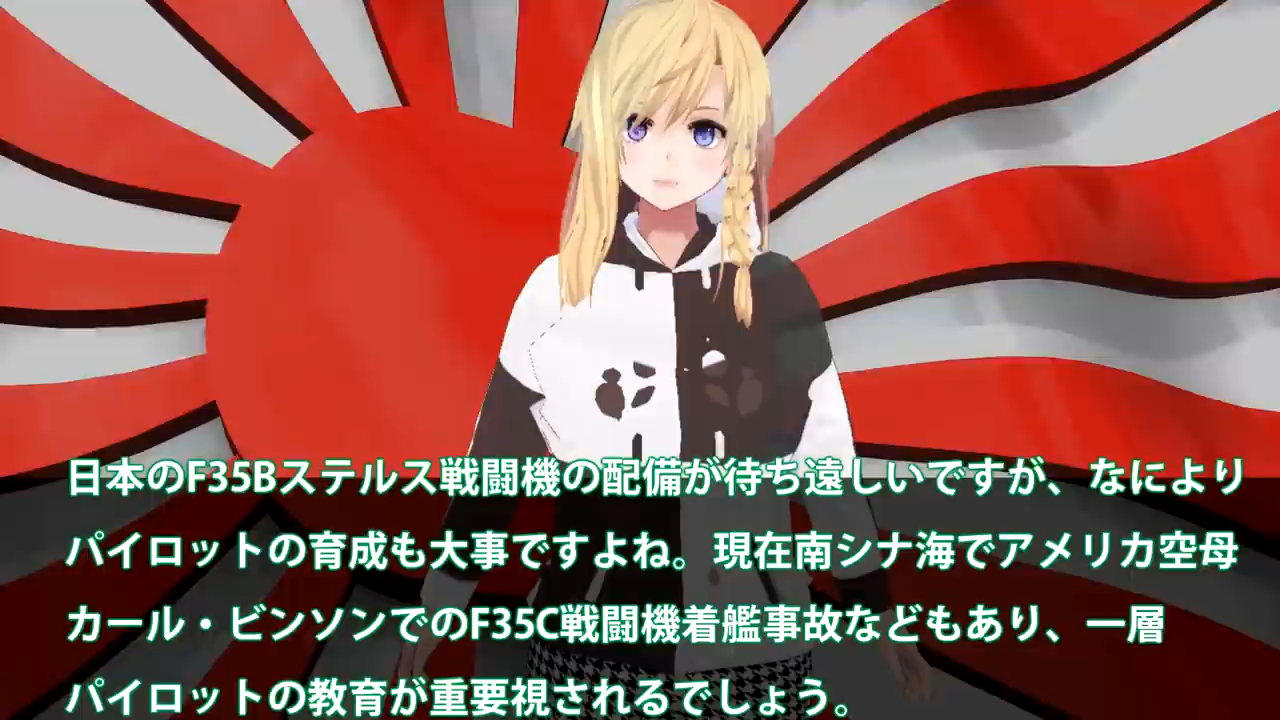 日本のF35Bステルス戦闘機の配備が待ち遠しいですが、なにより
パイロットの育成も大事ですよね。現在南シナ海でアメリカ空母
カール・ビンソンでのF35C戦闘機着艦事故などもあり、一層
パイロットの教育が重要視されるでしょう。